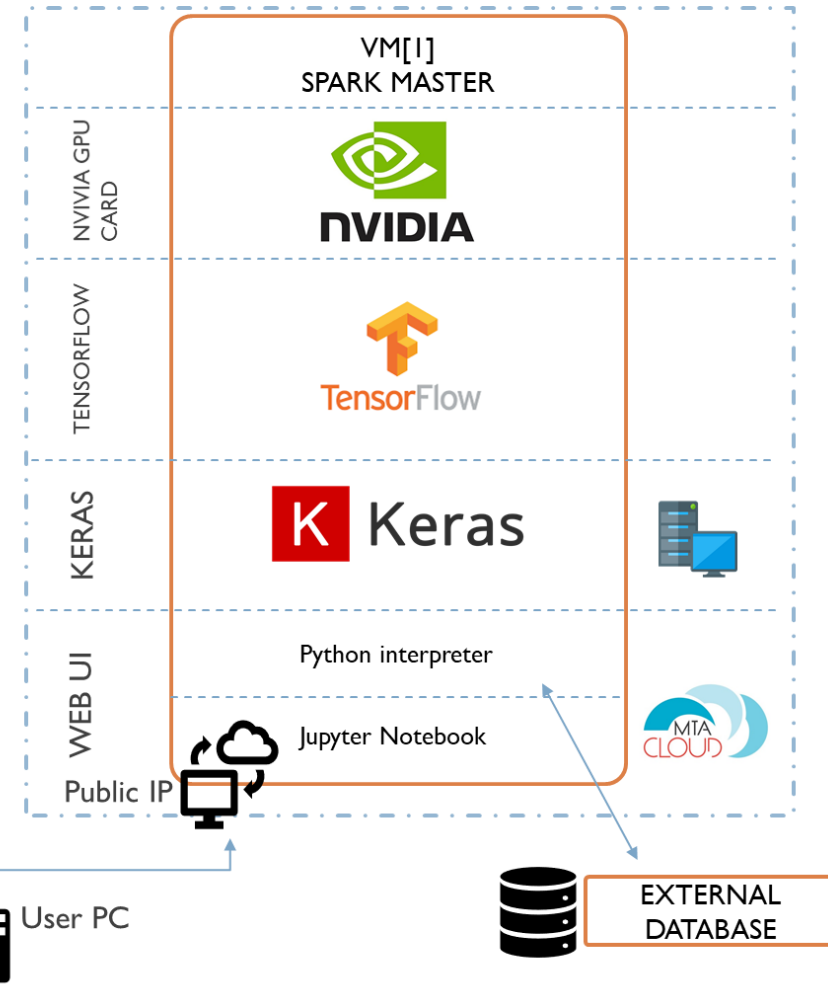 VM[1]
SPARK MASTER
NVIVIA GPU
CARD
NVIDIA
TENSORFLOW
TensorFlow
KERAS
K Keras
WEB UI
Python interpreter
Jupyter Notebook
MTA
CLOUD
Public IP
User PC
EXTERNAL
DATABASE